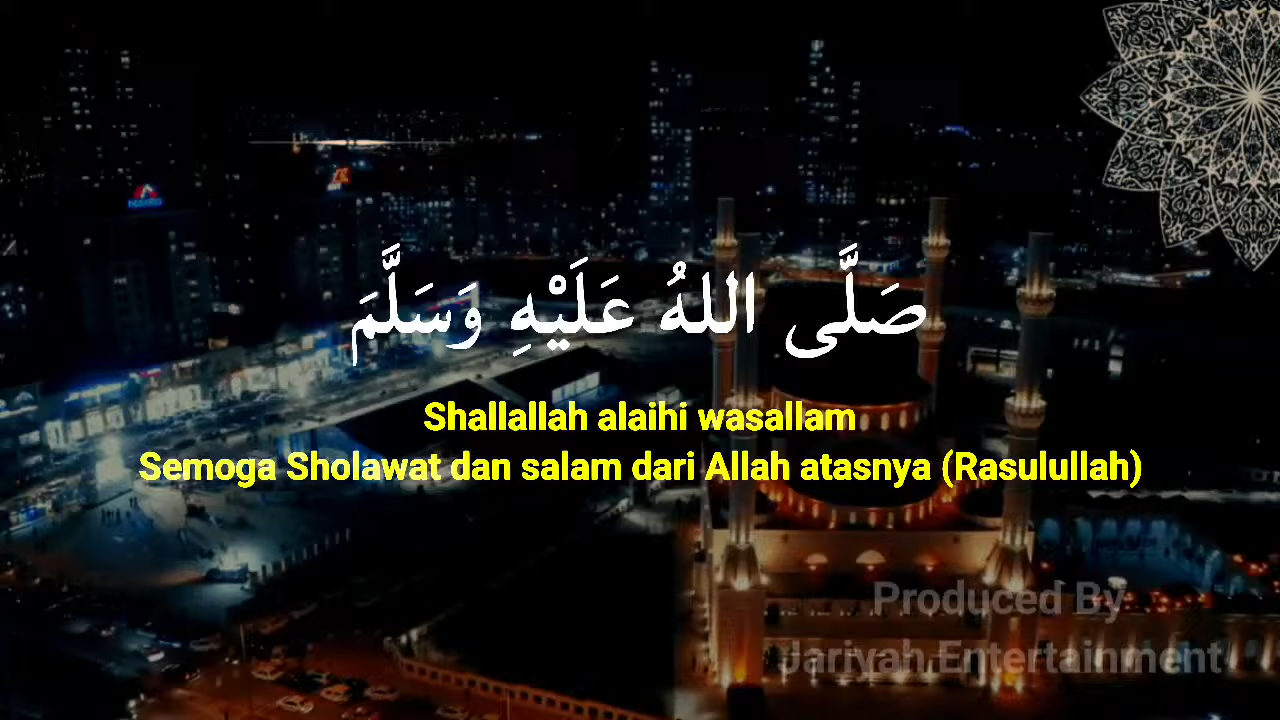 صَلَّى اللهُ عَلَيْهِ وَسَلَّمَ
Shallallah alaihi wasallam
Semoga Sholawat dan salam dari Allah atasnya (Rasulullah)
Produced By
Jariyah Entertainment